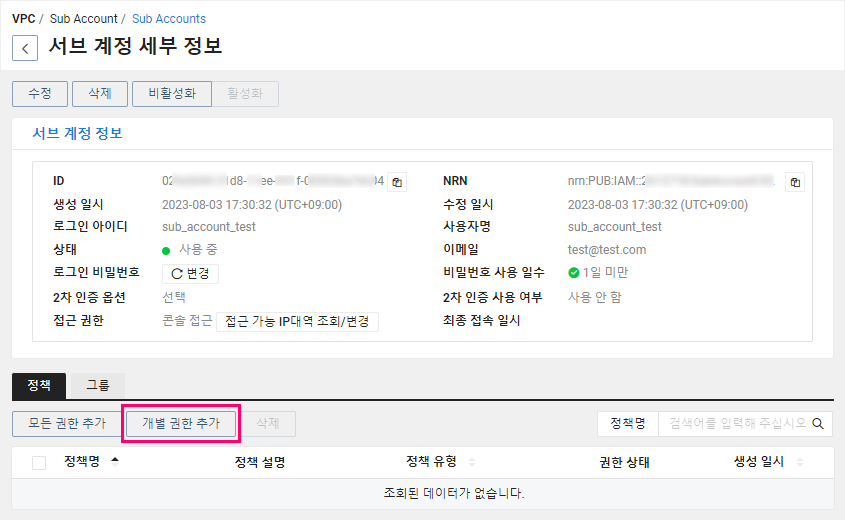 VPC / Sub Account / Sub Accounts
서브 계정 세부 정보
수정 삭제 비활성화 활성화
서브 계정 정보
ID NRN nrn:PUB:IAM::
생성 일시 2023-08-03 17:30:32 (UTC+09:00) 수정 일시 2023-08-03 17:30:32 (UTC+09:00)
로그인 아이디 sub_account_test 사용자명 sub_account_test
상태 사용 중 이메일 test@test.com
로그인 비밀번호 변경 비밀번호 사용 일수 1일 미만
2차 인증 옵션 선택 2차 인증 사용 여부 사용 안 함
접근 권한 콘솔 접근 접근 가능 IP대역 조회/변경 최종 접속 일시
정책 그룹
모든 권한 추가 개별 권한 추가 삭제 정책명 검색어를 입력해 주십시오
정책명 정책 설명 정책 유형 권한 상태 생성 일시
조회된 데이터가 없습니다.